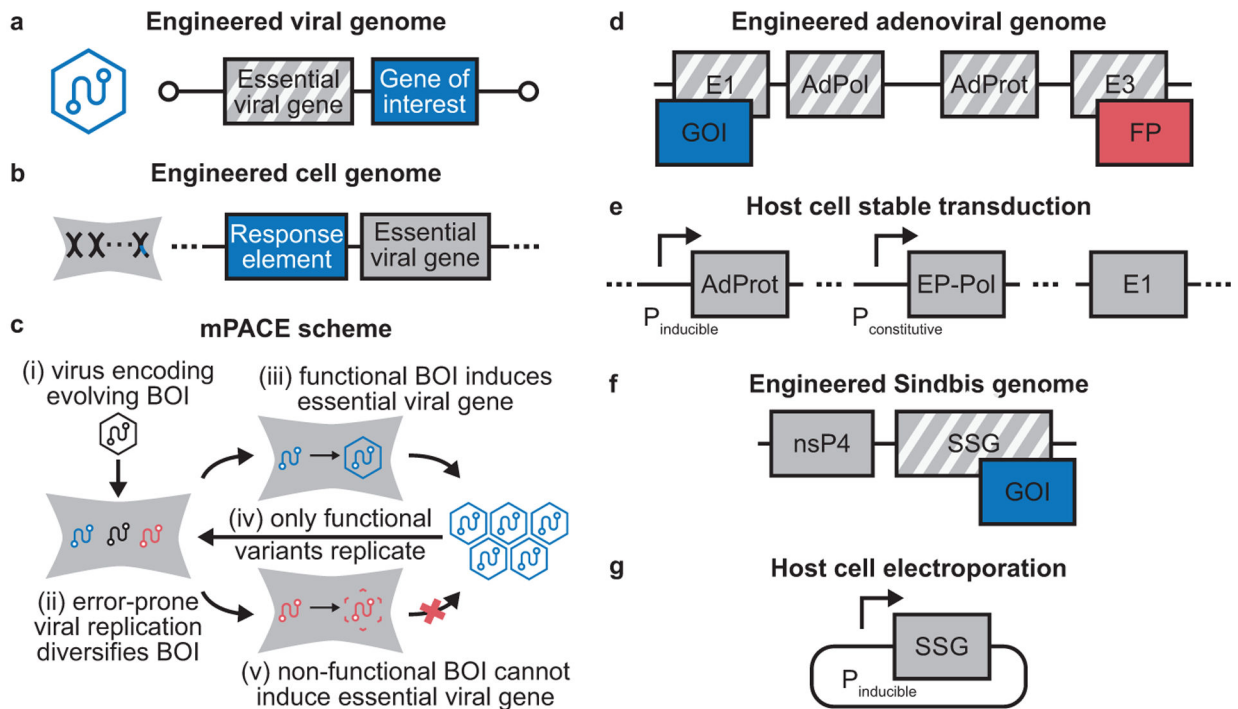 a Engineered viral genome
Essential
viral gene
Gene of
interest
b Engineered cell genome
Response
element
Essential
viral gene
c mPACE scheme
(i) virus encoding
evolving BOI
(ii) error-prone
viral replication
diversifies BOI
(iii) functional BOI induces
essential viral gene
(iv) only functional
variants replicate
(v) non-functional BOI cannot
induce essential viral gene
d Engineered adenoviral genome
E1
AdPol
AdProt
E3
GOI
FP
e Host cell stable transduction
AdProt
EP-Pol
E1
Pinducible
Pconstitutive
f Engineered Sindbis genome
nsP4
SSG
GOI
g Host cell electroporation
SSG
Pinducible